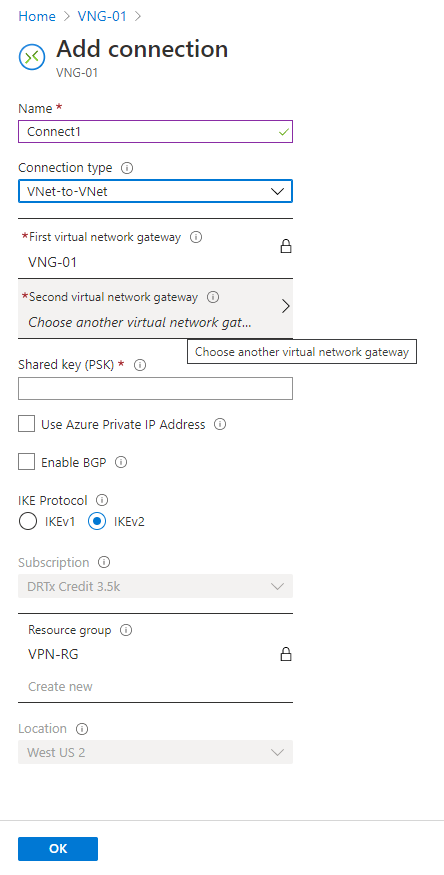 Home > VNG-01 >
Add connection
VNG-01
Name *
Connect1
Connection type
VNet-to-VNet
*First virtual network gateway
VNG-01
*Second virtual network gateway
Choose another virtual network gat...
Choose another virtual network gateway
Shared key (PSK) *
Use Azure Private IP Address
Enable BGP
IKE Protocol
IKEv1 IKEv2
Subscription
DRTx Credit 3.5k
Resource group
VPN-RG
Create new
Location
West US 2
OK